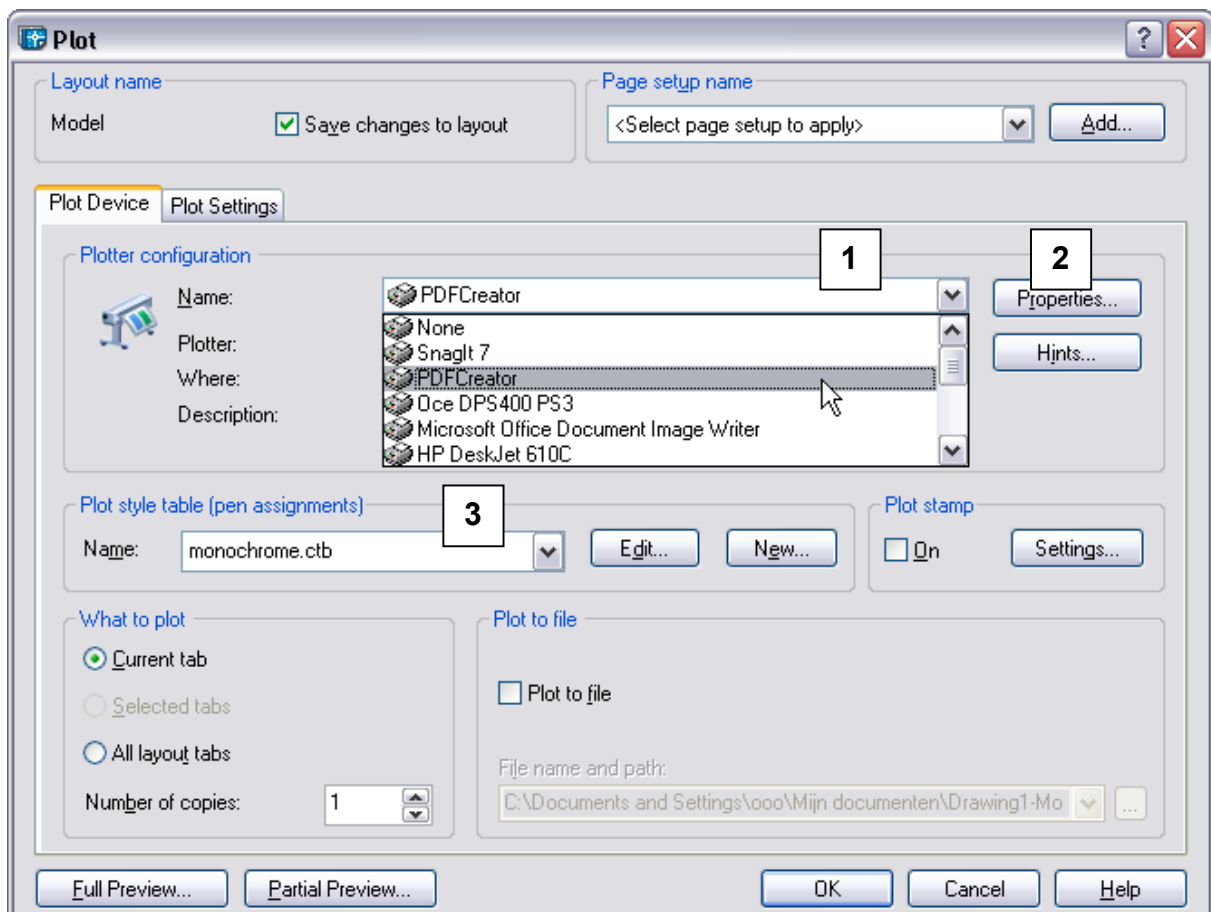 Plot
Layout name
Model
Save changes to layout
Page setup name
<Select page setup to apply>
Add...
Plot Device
Plot Settings
Plotter configuration
1
2
Name:
PDFCreator
Properties...
None
SnagIt 7
PDFCreator
Oce DPS400 PS3
Microsoft Office Document Image Writer
HP DeskJet 610C
Plotter:
Where:
Description:
Hints...
Plot style table (pen assignments)
3
Name:
monochrome.ctb
Edit...
New...
Plot stamp
On
Settings...
What to plot
Current tab
Selected tabs
All layout tabs
Number of copies:
1
Plot to file
Plot to file
File name and path:
C:\Documents and Settings\ooo\Mijn documenten\Drawing1-Mo
...
Full Preview...
Partial Preview...
OK
Cancel
Help